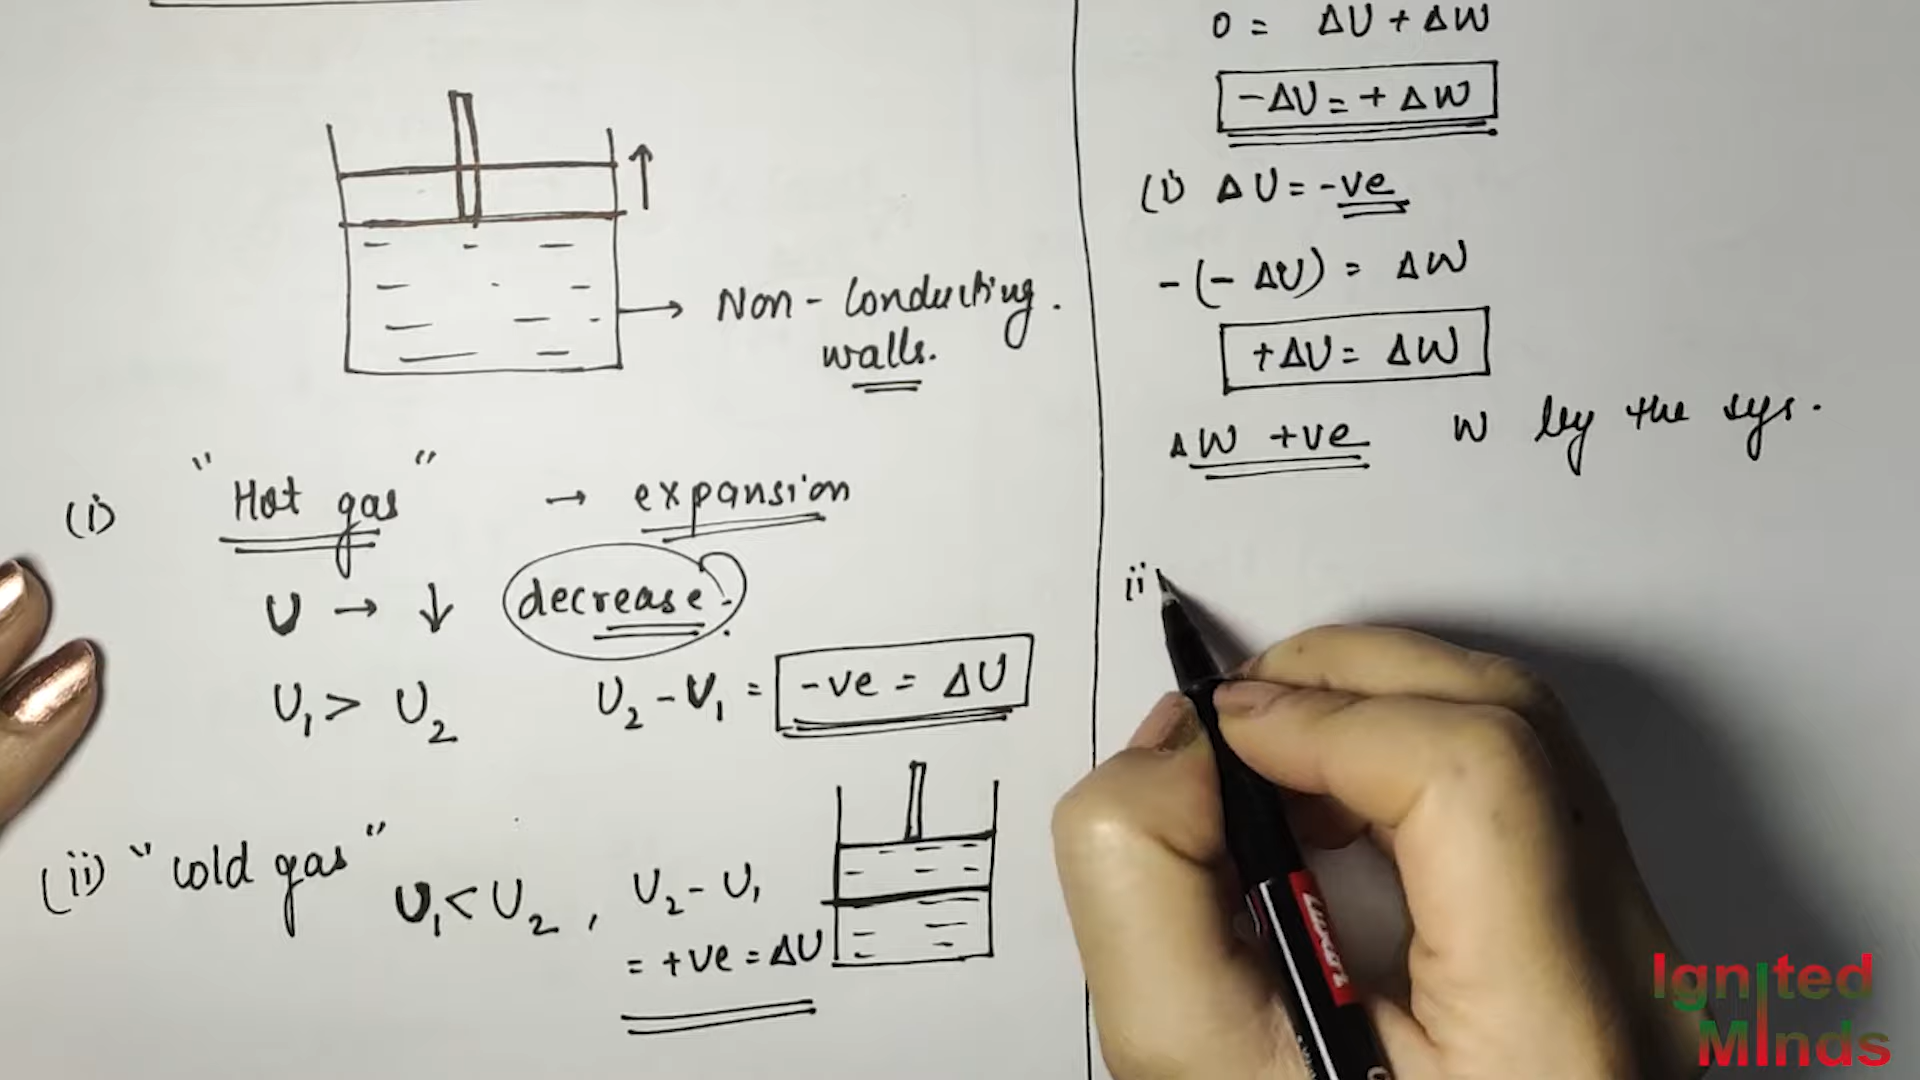 Non-Conducting.
walls.
(i) "Hot gas" → expansion
U → ↓ decrease.
U₁ > U₂ U₂ - U₁ = -ve = ΔU
(ii) "cold gas" U₁ < U₂, U₂ - U₁
= +ve = ΔU
0 = ΔU + ΔW
-ΔU = + ΔW
(i) ΔU = -ve
-(-ΔU) = ΔW
+ΔU = ΔW
ΔW +ve W by the sys.
(ii
Ignited
Minds